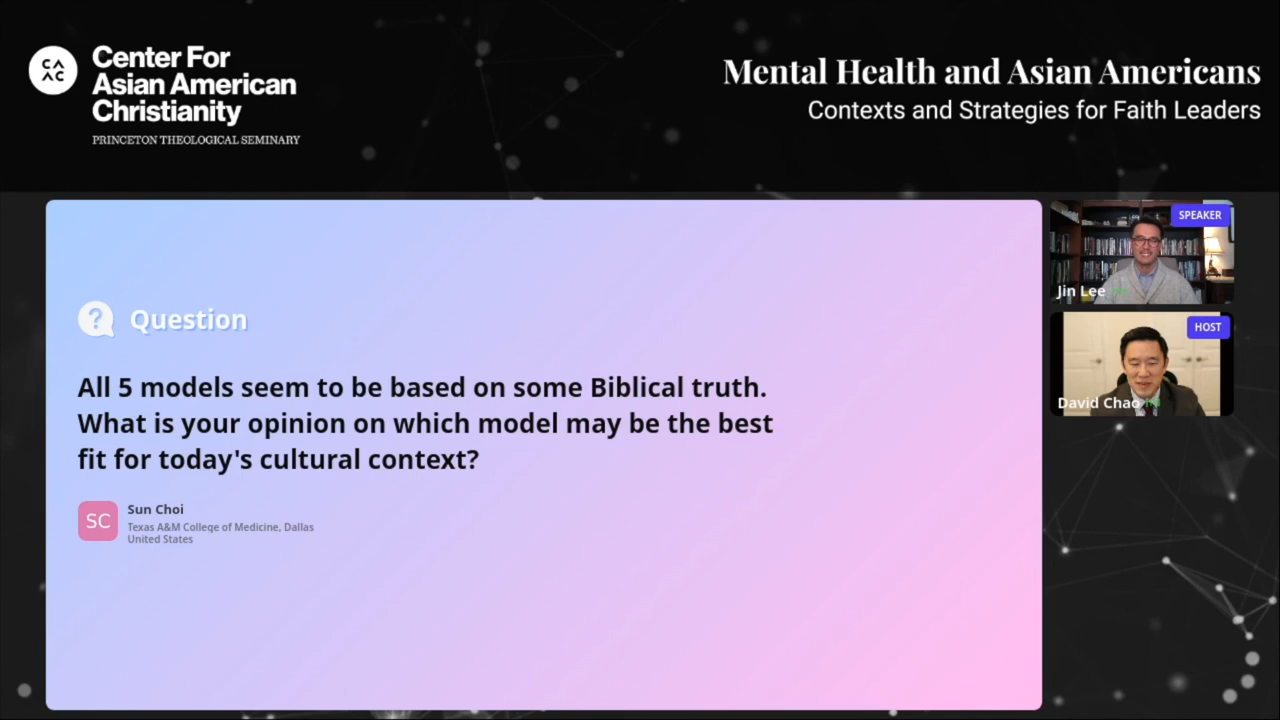 CA
AC
Center For
Asian American
Christianity
PRINCETON THEOLOGICAL SEMINARY
Mental Health and Asian Americans
Contexts and Strategies for Faith Leaders
? Question
All 5 models seem to be based on some Biblical truth.
What is your opinion on which model may be the best
fit for today's cultural context?
SC
Sun Choi
Texas A&M College of Medicine, Dallas
United States
SPEAKER
Jin Lee
HOST
David Chao